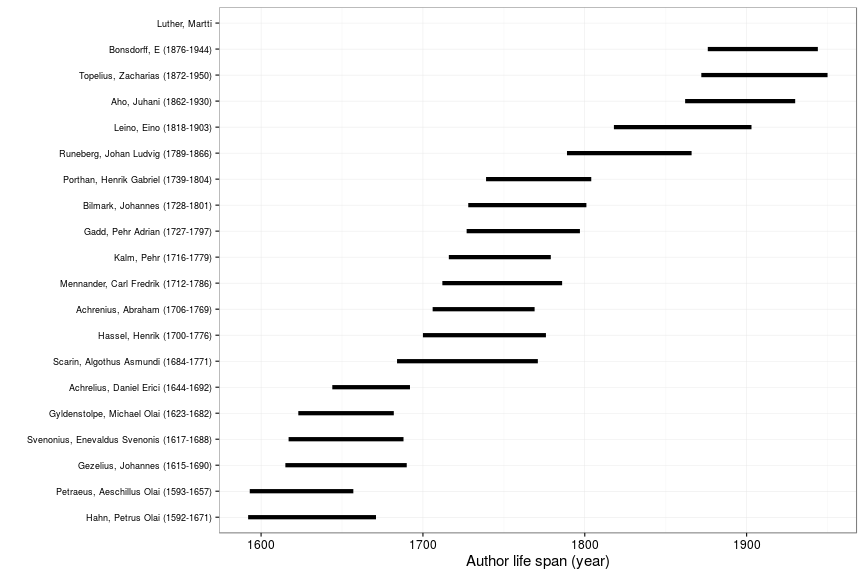 Luther, Martti
Bonsdorff, E (1876-1944)
Topelius, Zacharias (1872-1950)
Aho, Juhani (1862-1930)
Leino, Eino (1818-1903)
Runeberg, Johan Ludvig (1789-1866)
Porthan, Henrik Gabriel (1739-1804)
Bilmark, Johannes (1728-1801)
Gadd, Pehr Adrian (1727-1797)
Kalm, Pehr (1716-1779)
Mennander, Carl Fredrik (1712-1786)
Achrenius, Abraham (1706-1769)
Hassel, Henrik (1700-1776)
Scarin, Algothus Asmundi (1684-1771)
Achrelius, Daniel Erici (1644-1692)
Gyldenstolpe, Michael Olai (1623-1682)
Svenonius, Enevaldus Svenonis (1617-1688)
Gezelius, Johannes (1615-1690)
Petraeus, Aeschillus Olai (1593-1657)
Hahn, Petrus Olai (1592-1671)
1600 1700 1800 1900
Author life span (year)